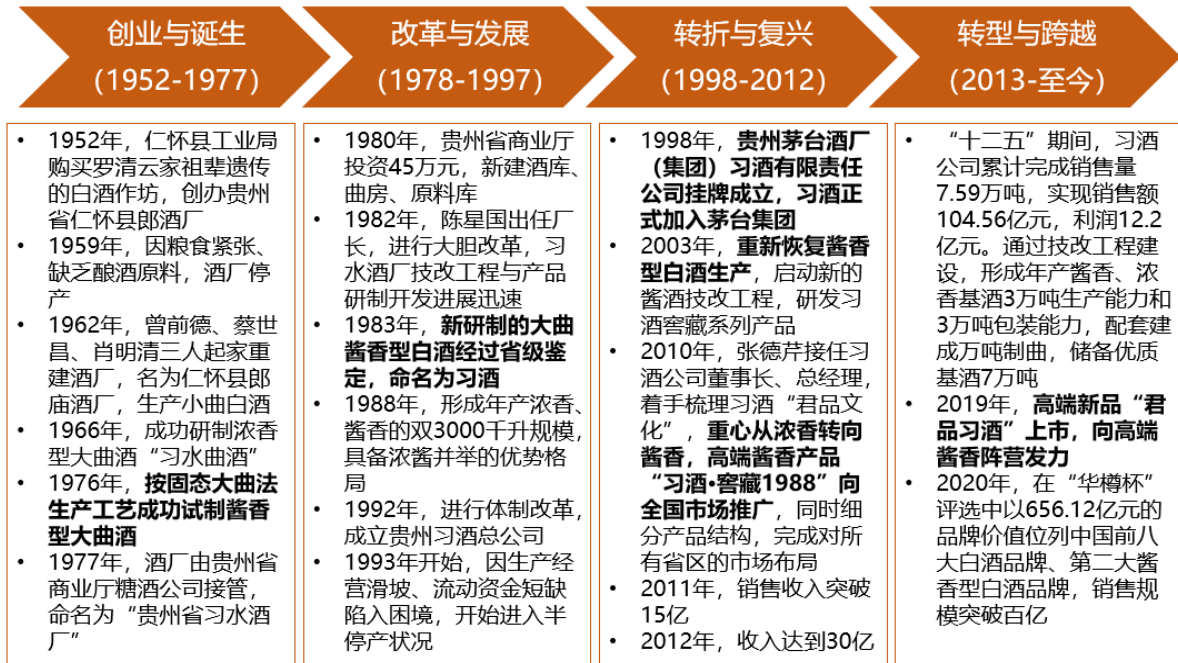 创业与诞生
（1952-1977）
改革与发展
（1978-1997）
转折与复兴
（1998-2012）
转型与跨越
（2013-至今）
• 1952年，仁怀县工业局
购买罗清云家祖辈遗传
的白酒作坊，创办贵州
省仁怀县郎酒厂
• 1959年，因粮食紧张、
缺乏酿酒原料，酒厂停
产
• 1962年，曾前德、蔡世
昌、肖明清三人起家重
建酒厂，名为仁怀县郎
庙酒厂，生产小曲白酒
• 1966年，成功研制浓香
型大曲酒“习水曲酒”
• 1976年，按固态大曲法
生产工艺成功试制酱香
型大曲酒
• 1977年，酒厂由贵州省
商业厅糖酒公司接管，
命名为“贵州省习水酒
厂”
• 1980年，贵州省商业厅
投资45万元，新建酒库、
曲房、原料库
• 1982年，陈星国出任厂
长，进行大胆改革，习
水酒厂技改工程与产品
研制开发进展迅速
• 1983年，新研制的大曲
酱香型白酒经过省级鉴
定，命名为习酒
• 1988年，形成年产浓香、
酱香的双3000千升规模，
具备浓酱并举的优势格
局
• 1992年，进行体制改革，
成立贵州习酒总公司
• 1993年开始，因生产经
营滑坡、流动资金短缺
陷入困境，开始进入半
停产状况
• 1998年，贵州茅台酒厂
（集团）习酒有限责任
公司挂牌成立，习酒正
式加入茅台集团
• 2003年，重新恢复酱香
型白酒生产，启动新的
酱酒技改工程，研发习
酒窖藏系列产品
• 2010年，张德芹接任习
酒公司董事长、总经理，
着手梳理习酒“君品文
化”，重心从浓香转向
酱香，高端酱香产品
“习酒·窖藏1988”向
全国市场推广，同时细
分产品结构，完成对所
有省区的市场布局
• 2011年，销售收入突破
15亿
• 2012年，收入达到30亿
• “十二五”期间，习酒
公司累计完成销售量
7.59万吨，实现销售额
104.56亿元，利润12.2
亿元。通过技改工程建
设，形成年产酱香、浓
香基酒3万吨生产能力和
3万吨包装能力，配套建
成万吨制曲，储备优质
基酒7万吨
• 2019年，高端新品“君
品习酒”上市，向高端
酱香阵营发力
• 2020年，在“华樽杯”
评选中以656.12亿元的
品牌价值位列中国前八
大白酒品牌、第二大酱
香型白酒品牌，销售规
模突破百亿